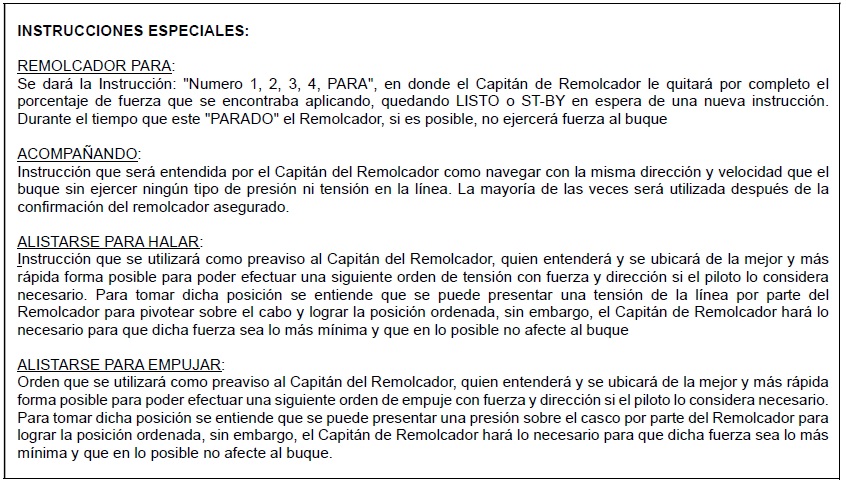 INSTRUCCIONES ESPECIALES:
REMOLCADOR PARA:
Se dará la Instrucción: "Numero 1, 2, 3, 4, PARA", en donde el Capitán de Remolcador le quitará por completo el
porcentaje de fuerza que se encontraba aplicando, quedando LISTO o ST-BY en espera de una nueva instrucción.
Durante el tiempo que este "PARADO" el Remolcador, si es posible, no ejercerá fuerza al buque
ACOMPAÑANDO:
Instrucción que será entendida por el Capitán del Remolcador como navegar con la misma dirección y velocidad que el
buque sin ejercer ningún tipo de presión ni tensión en la línea. La mayoría de las veces será utilizada después de la
confirmación del remolcador asegurado.
ALISTARSE PARA HALAR:
Instrucción que se utilizará como preaviso al Capitán del Remolcador, quien entenderá y se ubicará de la mejor y más
rápida forma posible para poder efectuar una siguiente orden de tensión con fuerza y dirección si el piloto lo considera
necesario. Para tomar dicha posición se entiende que se puede presentar una tensión de la línea por parte del
Remolcador para pivotear sobre el cabo y lograr la posición ordenada, sin embargo, el Capitán de Remolcador hará lo
necesario para que dicha fuerza sea lo más mínima y que en lo posible no afecte al buque
ALISTARSE PARA EMPUJAR:
Orden que se utilizará como preaviso al Capitán del Remolcador, quien entenderá y se ubicará de la mejor y más rápida
forma posible para poder efectuar una siguiente orden de empuje con fuerza y dirección si el piloto lo considera necesario.
Para tomar dicha posición se entiende que se puede presentar una presión sobre el casco por parte del Remolcador para
lograr la posición ordenada, sin embargo, el Capitán de Remolcador hará lo necesario para que dicha fuerza sea lo más
mínima y que en lo posible no afecte al buque.